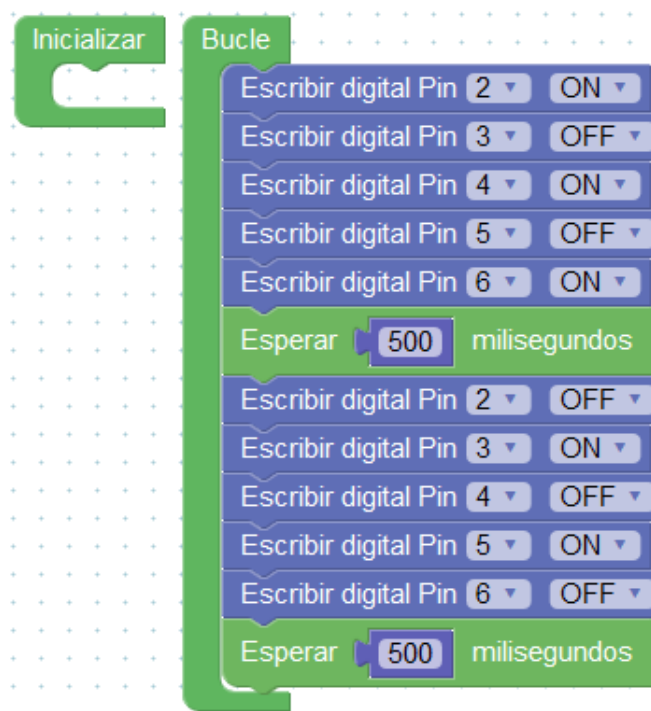 Inicializar
Bucle
Escribir digital Pin 2 ON
Escribir digital Pin 3 OFF
Escribir digital Pin 4 ON
Escribir digital Pin 5 OFF
Escribir digital Pin 6 ON
Esperar 500 milisegundos
Escribir digital Pin 2 OFF
Escribir digital Pin 3 ON
Escribir digital Pin 4 OFF
Escribir digital Pin 5 ON
Escribir digital Pin 6 OFF
Esperar 500 milisegundos